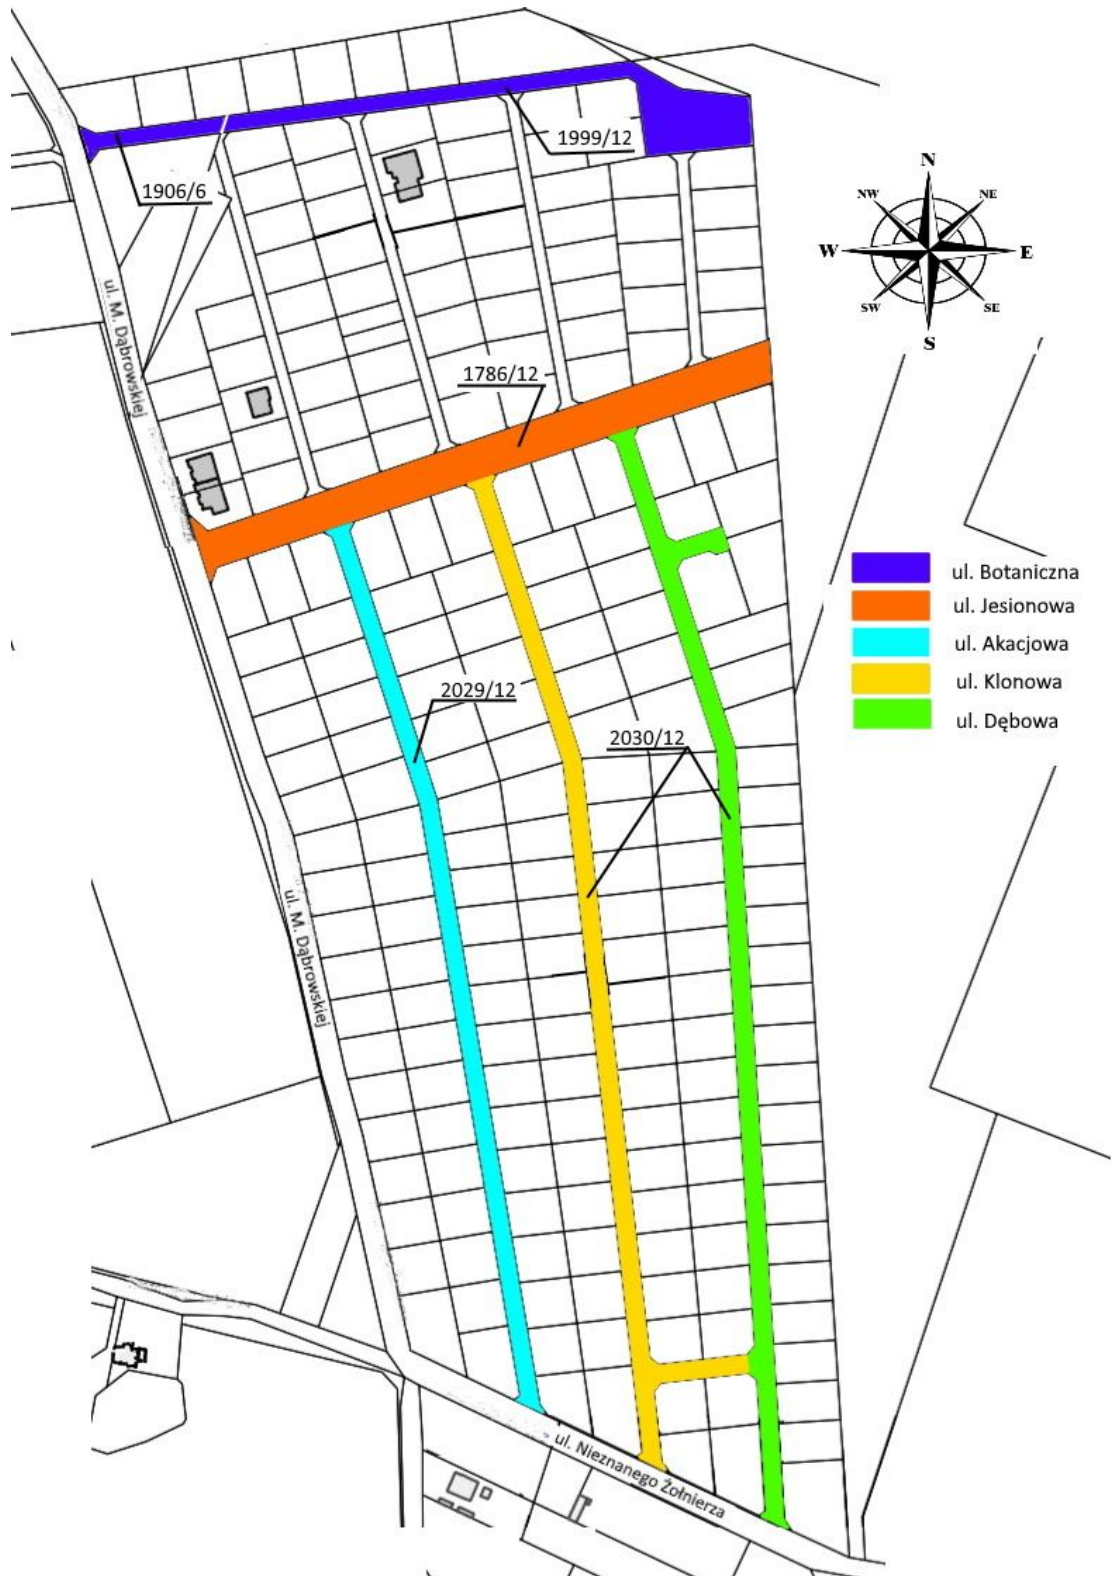 1999/12
1906/6
N
NW
NE
W
E
SW
SE
S
ul. M. Dąbrowskiej
1786/12
ul. Botaniczna
ul. Jesionowa
ul. Akacjowa
ul. Klonowa
ul. Dębowa
2029/12
2030/12
ul. M. Dąbrowskiej
ul. Nieznanego Żołnierza